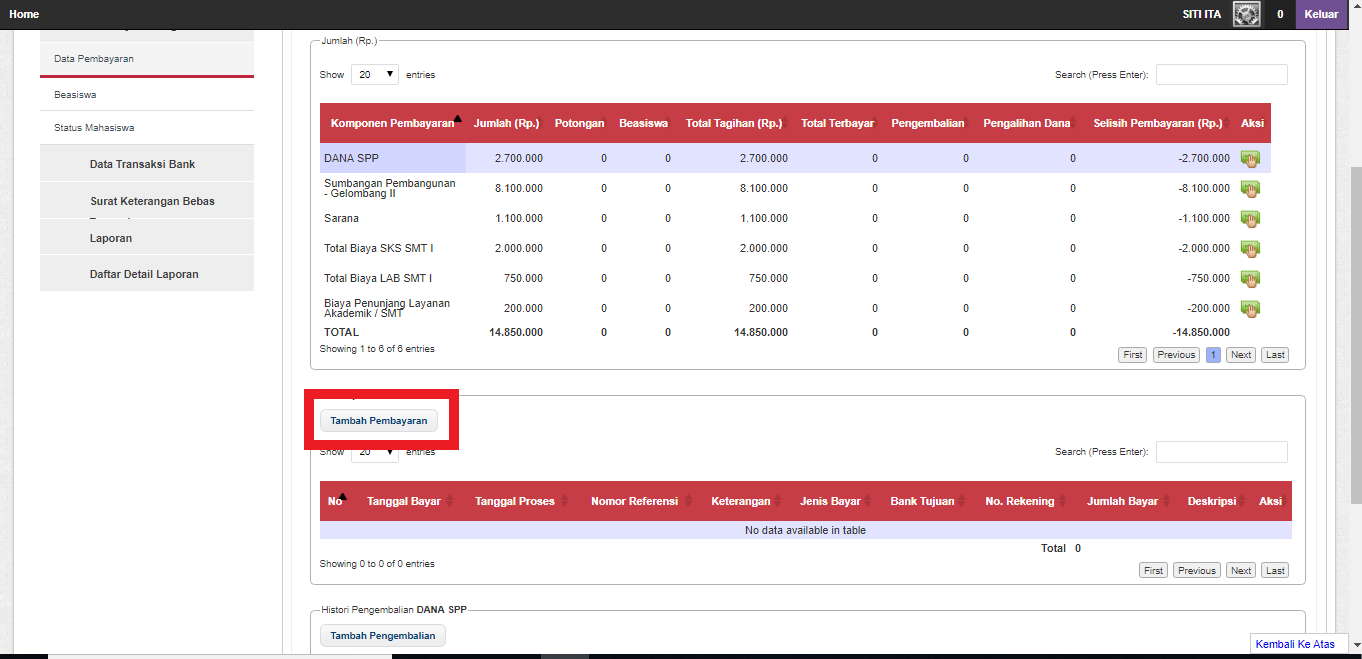 Home
SITI ITA 0 Keluar
Data Pembayaran
Beasiswa
Status Mahasiswa
Data Transaksi Bank
Surat Keterangan Bebas
Laporan
Daftar Detail Laporan
Jumlah (Rp.)
Show 20 entries Search (Press Enter):
Komponen Pembayaran Jumlah (Rp.) Potongan Beasiswa Total Tagihan (Rp.) Total Terbayar Pengembalian Pengalihan Dana Selisih Pembayaran (Rp.) Aksi
DANA SPP 2.700.000 0 0 2.700.000 0 0 0 -2.700.000
Sumbangan Pembangunan
- Gelombang II 8.100.000 0 0 8.100.000 0 0 0 -8.100.000
Sarana 1.100.000 0 0 1.100.000 0 0 0 -1.100.000
Total Biaya SKS SMT I 2.000.000 0 0 2.000.000 0 0 0 -2.000.000
Total Biaya LAB SMT I 750.000 0 0 750.000 0 0 0 -750.000
Biaya Penunjang Layanan
Akademik / SMT 200.000 0 0 200.000 0 0 0 -200.000
TOTAL 14.850.000 0 0 14.850.000 0 0 0 -14.850.000
Showing 1 to 6 of 6 entries
First Previous 1 Next Last
Tambah Pembayaran
Show 20 entries Search (Press Enter):
No Tanggal Bayar Tanggal Proses Nomor Referensi Keterangan Jenis Bayar Bank Tujuan No. Rekening Jumlah Bayar Deskripsi Aksi
No data available in table
Total 0
Showing 0 to 0 of 0 entries
First Previous Next Last
Histori Pengembalian DANA SPP
Tambah Pengembalian
Kembali Ke Atas